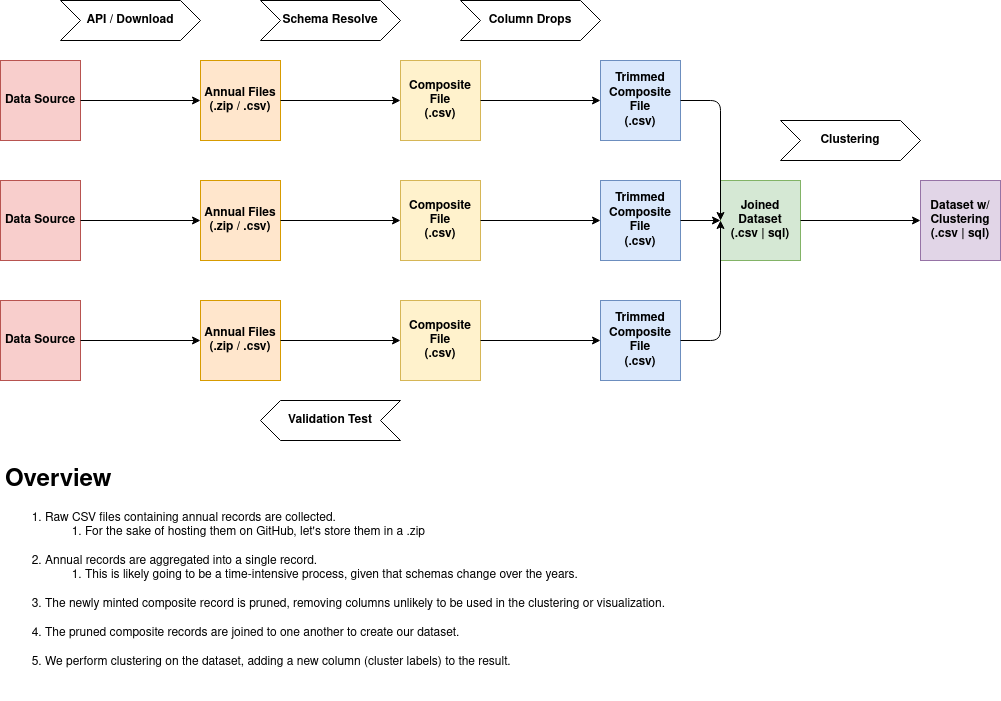 API / Download
Schema Resolve
Column Drops
Data Source
Annual Files
(.zip / .csv)
Composite
File
(.csv)
Trimmed
Composite
File
(.csv)
Clustering
Data Source
Annual Files
(.zip / .csv)
Composite
File
(.csv)
Trimmed
Composite
File
(.csv)
Joined
Dataset
(.csv | sql)
Dataset w/
Clustering
(.csv | sql)
Data Source
Annual Files
(.zip / .csv)
Composite
File
(.csv)
Trimmed
Composite
File
(.csv)
Validation Test
Overview
1. Raw CSV files containing annual records are collected.
1. For the sake of hosting them on GitHub, let's store them in a .zip
2. Annual records are aggregated into a single record.
1. This is likely going to be a time-intensive process, given that schemas change over the years.
3. The newly minted composite record is pruned, removing columns unlikely to be used in the clustering or visualization.
4. The pruned composite records are joined to one another to create our dataset.
5. We perform clustering on the dataset, adding a new column (cluster labels) to the result.